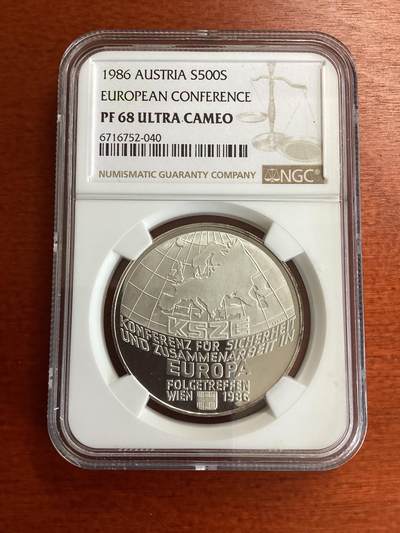 1986 AUSTRIA S500S
EUROPEAN CONFERENCE
PF 68 ULTRA CAMEO
6716752-040
NUMISMATIC GUARANTY COMPANY
NGC
KSZE
KONFERENZ FÜR SICHERHEIT
UND ZUSAMMENARBEIT IN
EUROPA
FOLGETREFFEN
WIEN 1986